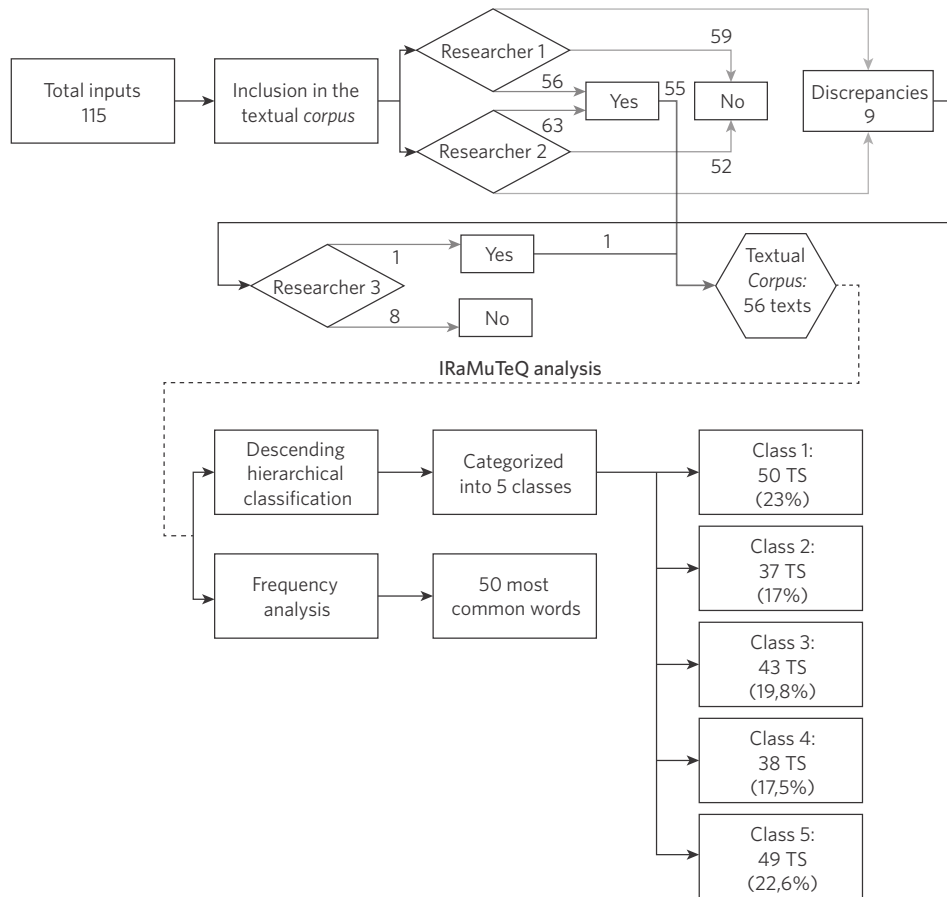 Total inputs
115
Inclusion in the
textual corpus
Researcher 1
59
56
Yes
55
No
63
Researcher 2
52
Discrepancies
9
Researcher 3
1
Yes
1
8
No
Textual
Corpus:
56 texts
IRaMuTeQ analysis
Descending
hierarchical
classification
Categorized
into 5 classes
Frequency
analysis
50 most
common words
Class 1:
50 TS
(23%)
Class 2:
37 TS
(17%)
Class 3:
43 TS
(19,8%)
Class 4:
38 TS
(17,5%)
Class 5:
49 TS
(22,6%)